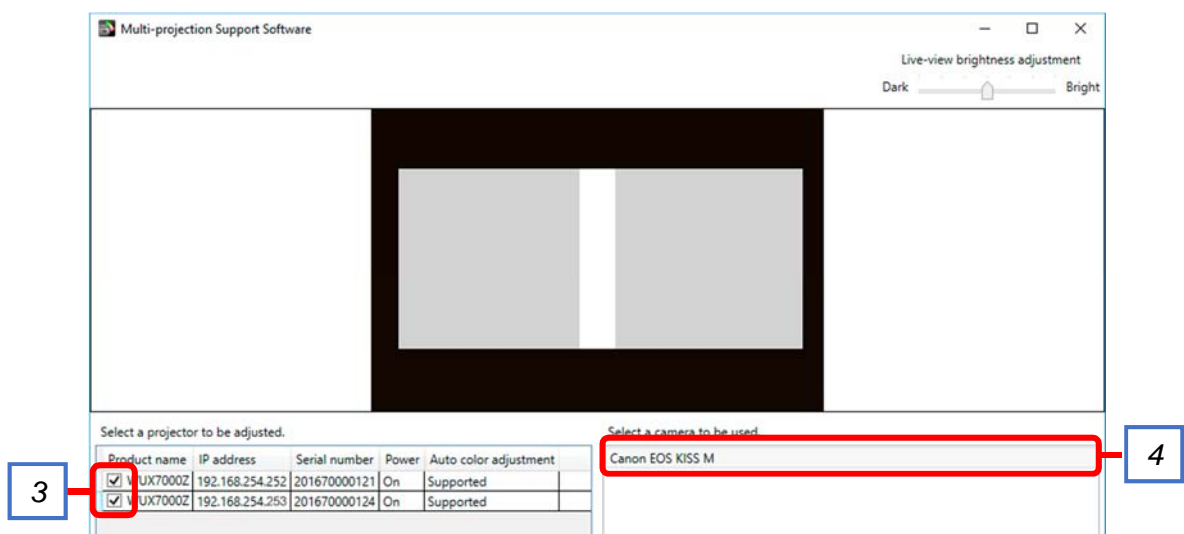 Multi-projection Support Software
Live-view brightness adjustment
Dark Bright
Select a projector to be adjusted.
Select a camera to be used.
Product name IP address Serial number Power Auto color adjustment
Canon EOS KISS M
WUX7000Z 192.168.254.252 201670000121 On Supported
WUX7000Z 192.168.254.253 201670000124 On Supported
3
4